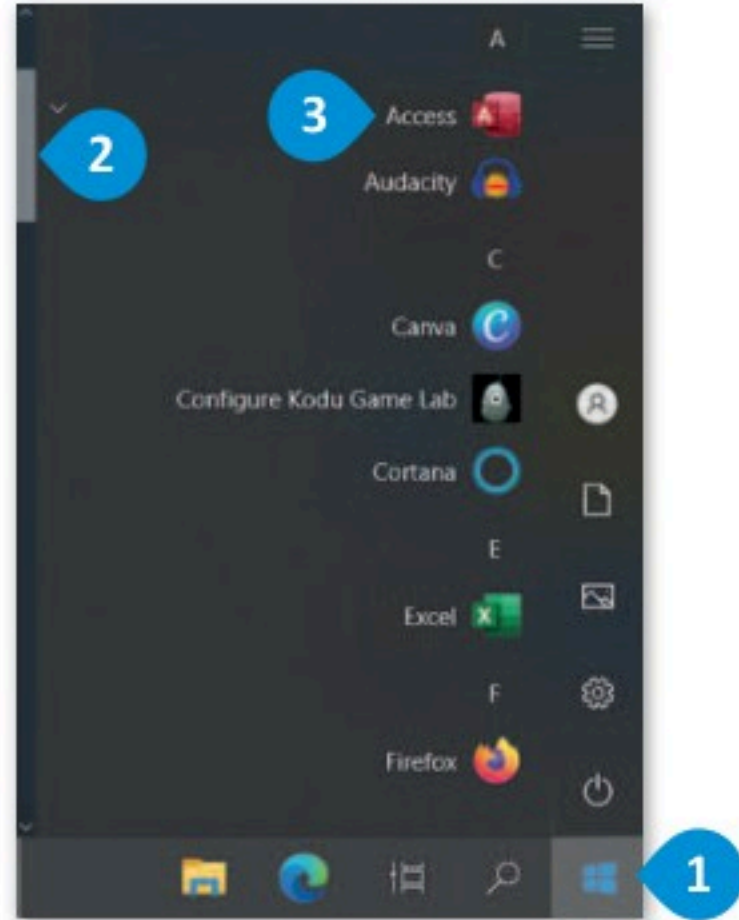 A
3
Access
2
Audacity
C
Canva
Configure Kodu Game Lab
Cortana
E
Excel
F
Firefox
1